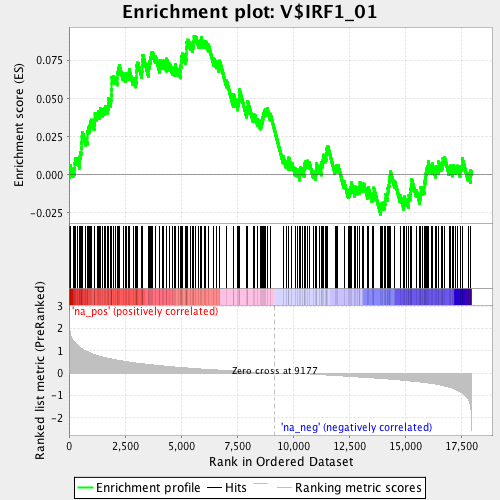 Enrichment plot: V$IRF1_01
Enrichment score (ES)
0.075
0.050
0.025
0.000
-0.025
'na_pos' (positively correlated)
Ranked list metric (PreRanked)
3
2
1
0
-1
-2
Zero cross at 9177
'na_neg' (negatively correlated)
0
2,500
5,000
7,500
10,000
12,500
15,000
17,500
Rank in Ordered Dataset
Enrichment profile
Hits
Ranking metric scores